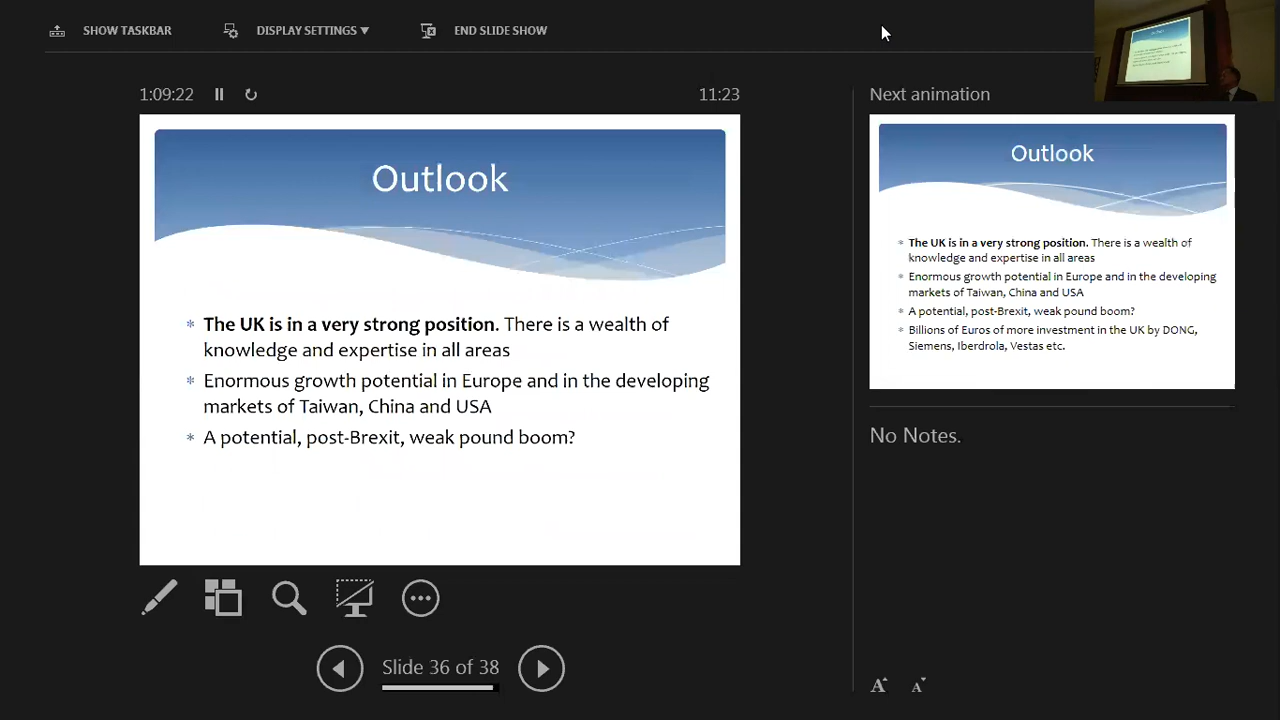 SHOW TASKBAR
DISPLAY SETTINGS ▾
END SLIDE SHOW
1:09:22
11:23
Outlook
* The UK is in a very strong position. There is a wealth of
knowledge and expertise in all areas
* Enormous growth potential in Europe and in the developing
markets of Taiwan, China and USA
* A potential, post-Brexit, weak pound boom?
Slide 36 of 38
Next animation
Outlook
* The UK is in a very strong position. There is a wealth of
knowledge and expertise in all areas
* Enormous growth potential in Europe and in the developing
markets of Taiwan, China and USA
* A potential, post-Brexit, weak pound boom?
* Billions of Euros of more investment in the UK by DONG,
Siemens, Iberdrola, Vestas etc.
No Notes.
A A